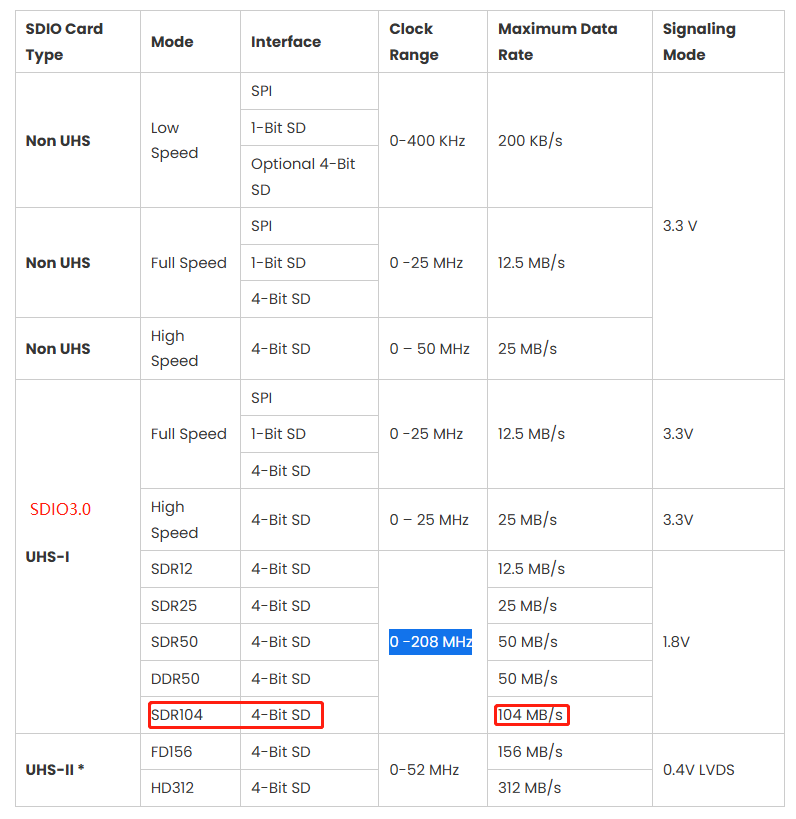 SDIO Card Type
Mode
Interface
Clock Range
Maximum Data Rate
Signaling Mode
Non UHS
Low Speed
SPI
1-Bit SD
Optional 4-Bit SD
0-400 KHz
200 KB/s
3.3 V
Non UHS
Full Speed
SPI
1-Bit SD
4-Bit SD
0 -25 MHz
12.5 MB/s
Non UHS
High Speed
4-Bit SD
0 – 50 MHz
25 MB/s
SDIO3.0
UHS-I
Full Speed
SPI
1-Bit SD
4-Bit SD
0 -25 MHz
12.5 MB/s
3.3V
High Speed
4-Bit SD
0 – 25 MHz
25 MB/s
3.3V
SDR12
4-Bit SD
0 -208 MHz
12.5 MB/s
1.8V
SDR25
4-Bit SD
25 MB/s
SDR50
4-Bit SD
50 MB/s
DDR50
4-Bit SD
50 MB/s
SDR104
4-Bit SD
104 MB/s
UHS-II *
FD156
4-Bit SD
0-52 MHz
156 MB/s
0.4V LVDS
HD312
4-Bit SD
312 MB/s